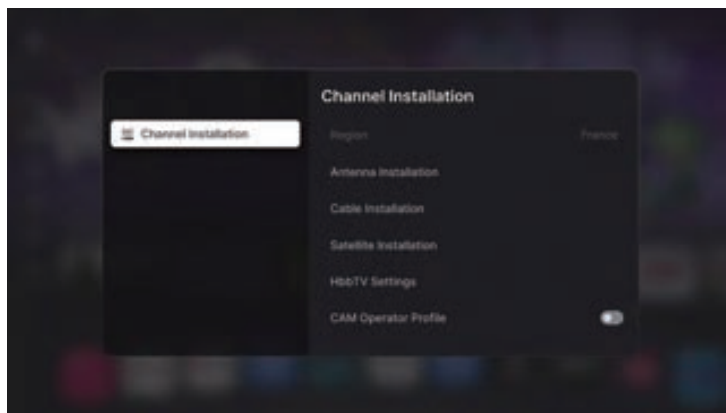 Channel Installation
Channel Installation
Region France
Antenna Installation
Cable Installation
Satellite Installation
HbbTV Settings
CAM Operator Profile